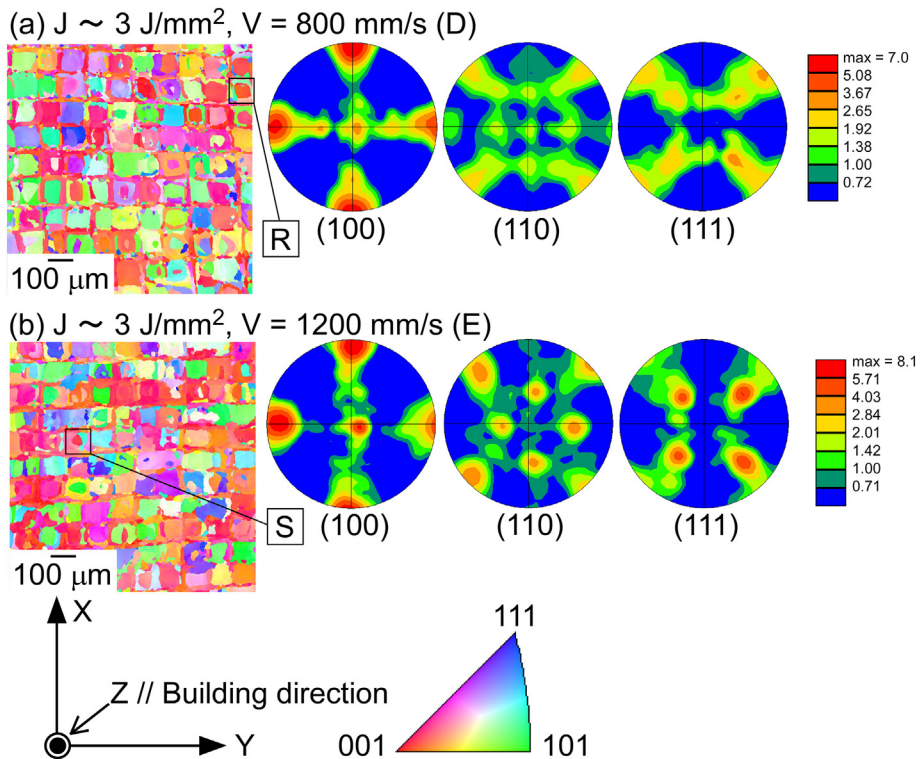 (a) J ～ 3 J/mm², V = 800 mm/s (D)
max = 7.0
5.08
3.67
2.65
1.92
1.38
1.00
0.72
R
(100)
(110)
(111)
100 μm
(b) J ～ 3 J/mm², V = 1200 mm/s (E)
max = 8.1
5.71
4.03
2.84
2.01
1.42
1.00
0.71
S
(100)
(110)
(111)
100 μm
X
111
Z // Building direction
Y
001
101